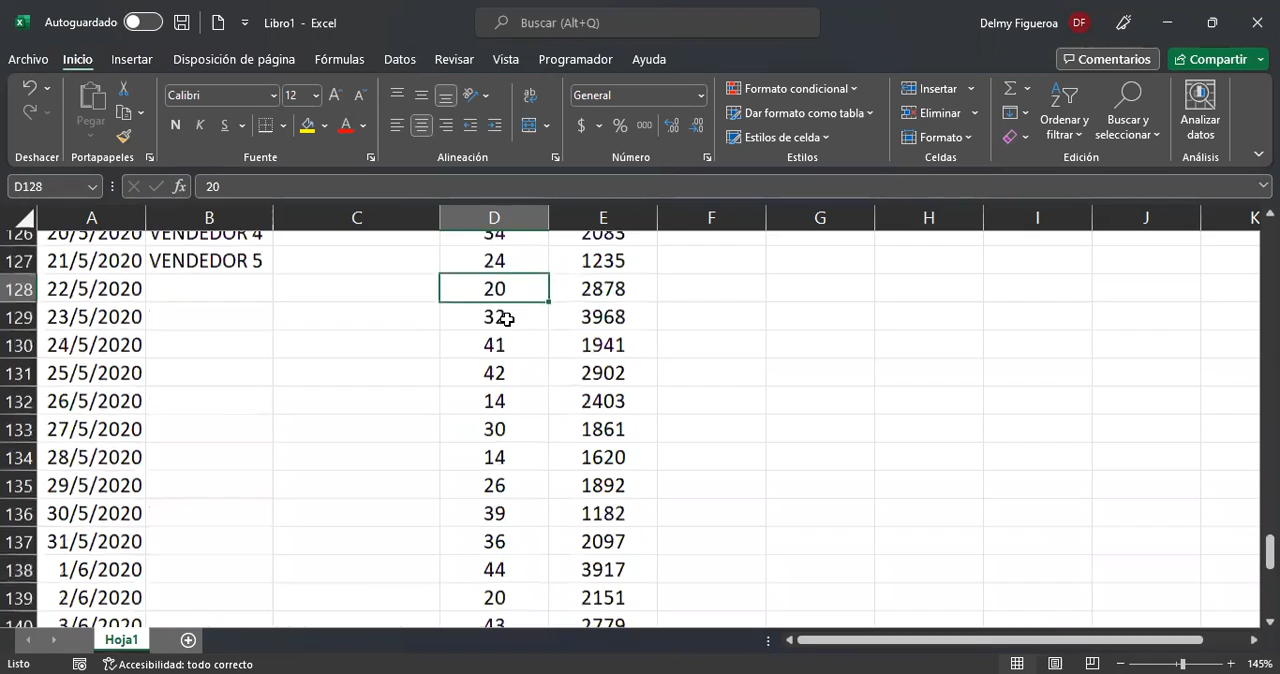 Autoguardado Libro1 - Excel Buscar (Alt+Q) Delmy Figueroa DF
Archivo Inicio Insertar Disposición de página Fórmulas Datos Revisar Vista Programador Ayuda Comentarios Compartir
Calibri 12 General Formato condicional Insertar
Pegar Dar formato como tabla Eliminar Ordenar y filtrar Buscar y seleccionar Analizar datos
N K S $ % 000 Estilos de celda Formato
Deshacer Portapapeles Fuente Alineación Número Estilos Celdas Edición Análisis
D128 fx 20
A B C D E F G H I J K
126 20/5/2020 VENDEDOR 4 34 2083
127 21/5/2020 VENDEDOR 5 24 1235
128 22/5/2020 20 2878
129 23/5/2020 32 3968
130 24/5/2020 41 1941
131 25/5/2020 42 2902
132 26/5/2020 14 2403
133 27/5/2020 30 1861
134 28/5/2020 14 1620
135 29/5/2020 26 1892
136 30/5/2020 39 1182
137 31/5/2020 36 2097
138 1/6/2020 44 3917
139 2/6/2020 20 2151
140 3/6/2020 43 2779
Hoja1
Listo Accesibilidad: todo correcto 145%